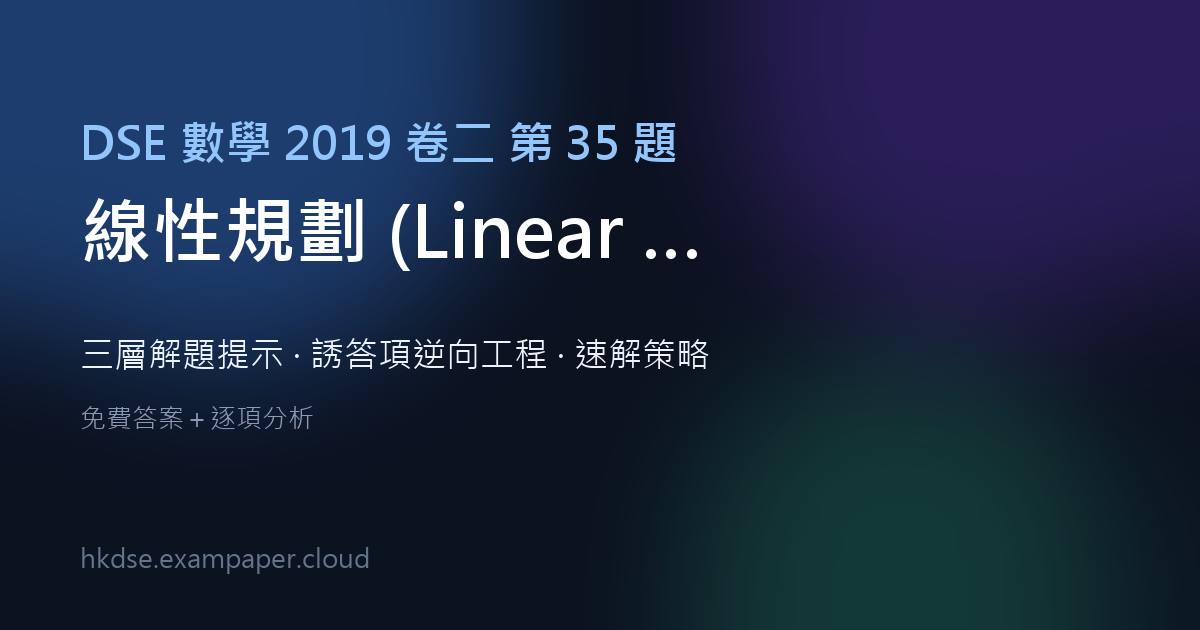 DSE 數學 2019 卷二 第 35 題
線性規劃 (Linear ...
三層解題提示 · 誘答項逆向工程 · 速解策略
免費答案 + 逐項分析
hkdse.exampaper.cloud